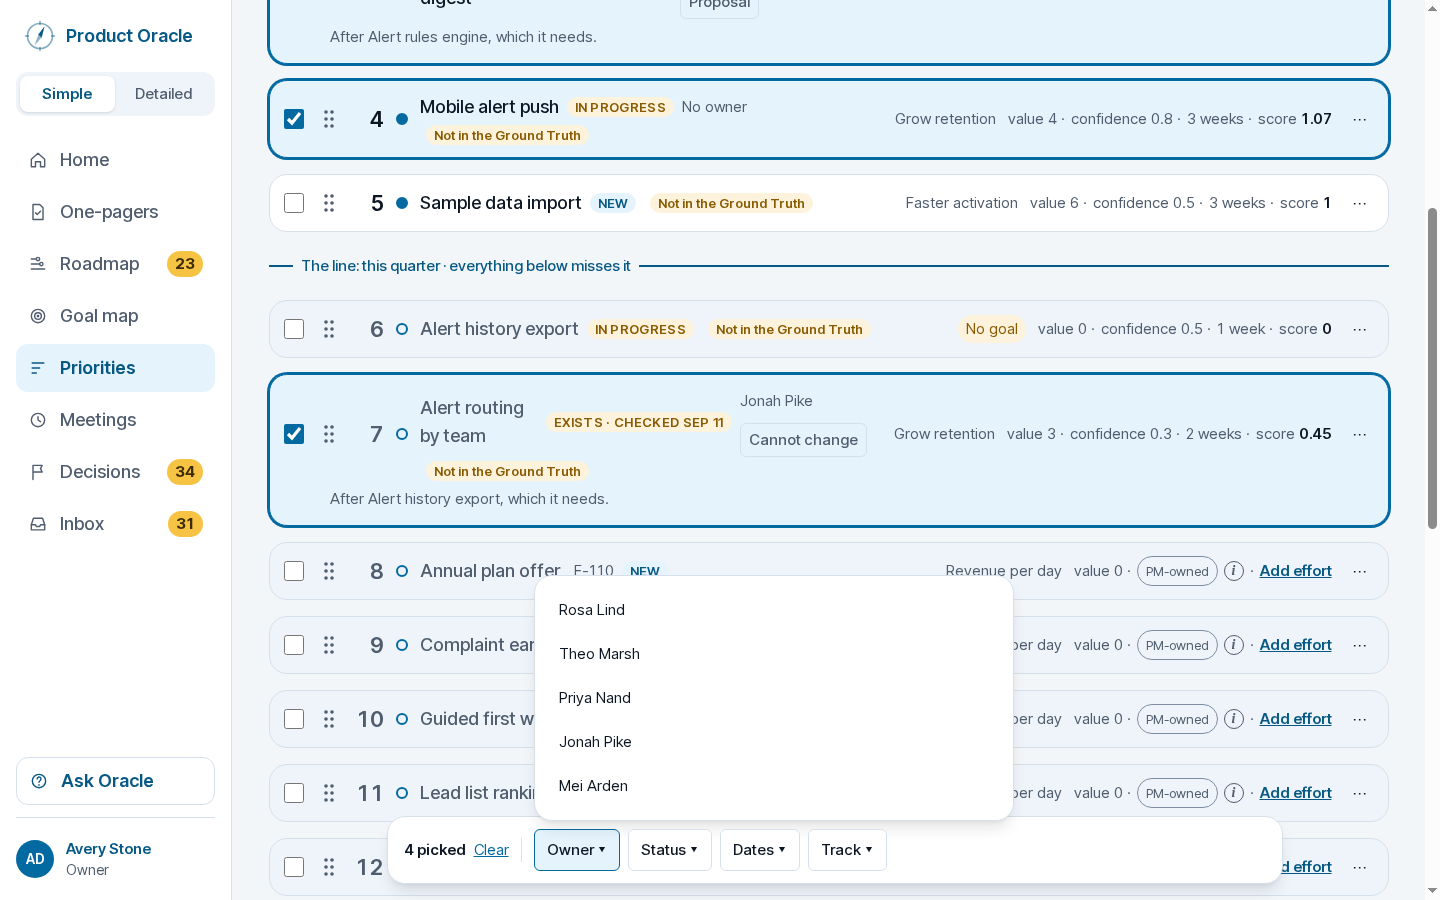 Product Oracle
Simple Detailed
Home
One-pagers
Roadmap 23
Goal map
Priorities
Meetings
Decisions 34
Inbox 31
Ask Oracle
AD Avery Stone
Owner
digest Proposal
After Alert rules engine, which it needs.
4 Mobile alert push IN PROGRESS No owner
Not in the Ground Truth
Grow retention value 4 · confidence 0.8 · 3 weeks · score 1.07 ...
5 Sample data import NEW Not in the Ground Truth Faster activation value 6 · confidence 0.5 · 3 weeks · score 1 ...
The line: this quarter · everything below misses it
6 Alert history export IN PROGRESS Not in the Ground Truth No goal value 0 · confidence 0.5 · 1 week · score 0 ...
7 Alert routing by team EXISTS · CHECKED SEP 11 Jonah Pike
Cannot change
Not in the Ground Truth
Grow retention value 3 · confidence 0.3 · 2 weeks · score 0.45 ...
After Alert history export, which it needs.
8 Annual plan offer F-110 NEW Revenue per day value 0 · PM-owned i · Add effort ...
9 Complaint per day value 0 · PM-owned i · Add effort ...
10 Guided first per day value 0 · PM-owned i · Add effort ...
11 Lead list per day value 0 · PM-owned i · Add effort ...
12 effort ...
Rosa Lind
Theo Marsh
Priya Nand
Jonah Pike
Mei Arden
4 picked Clear Owner ▾ Status ▾ Dates ▾ Track ▾